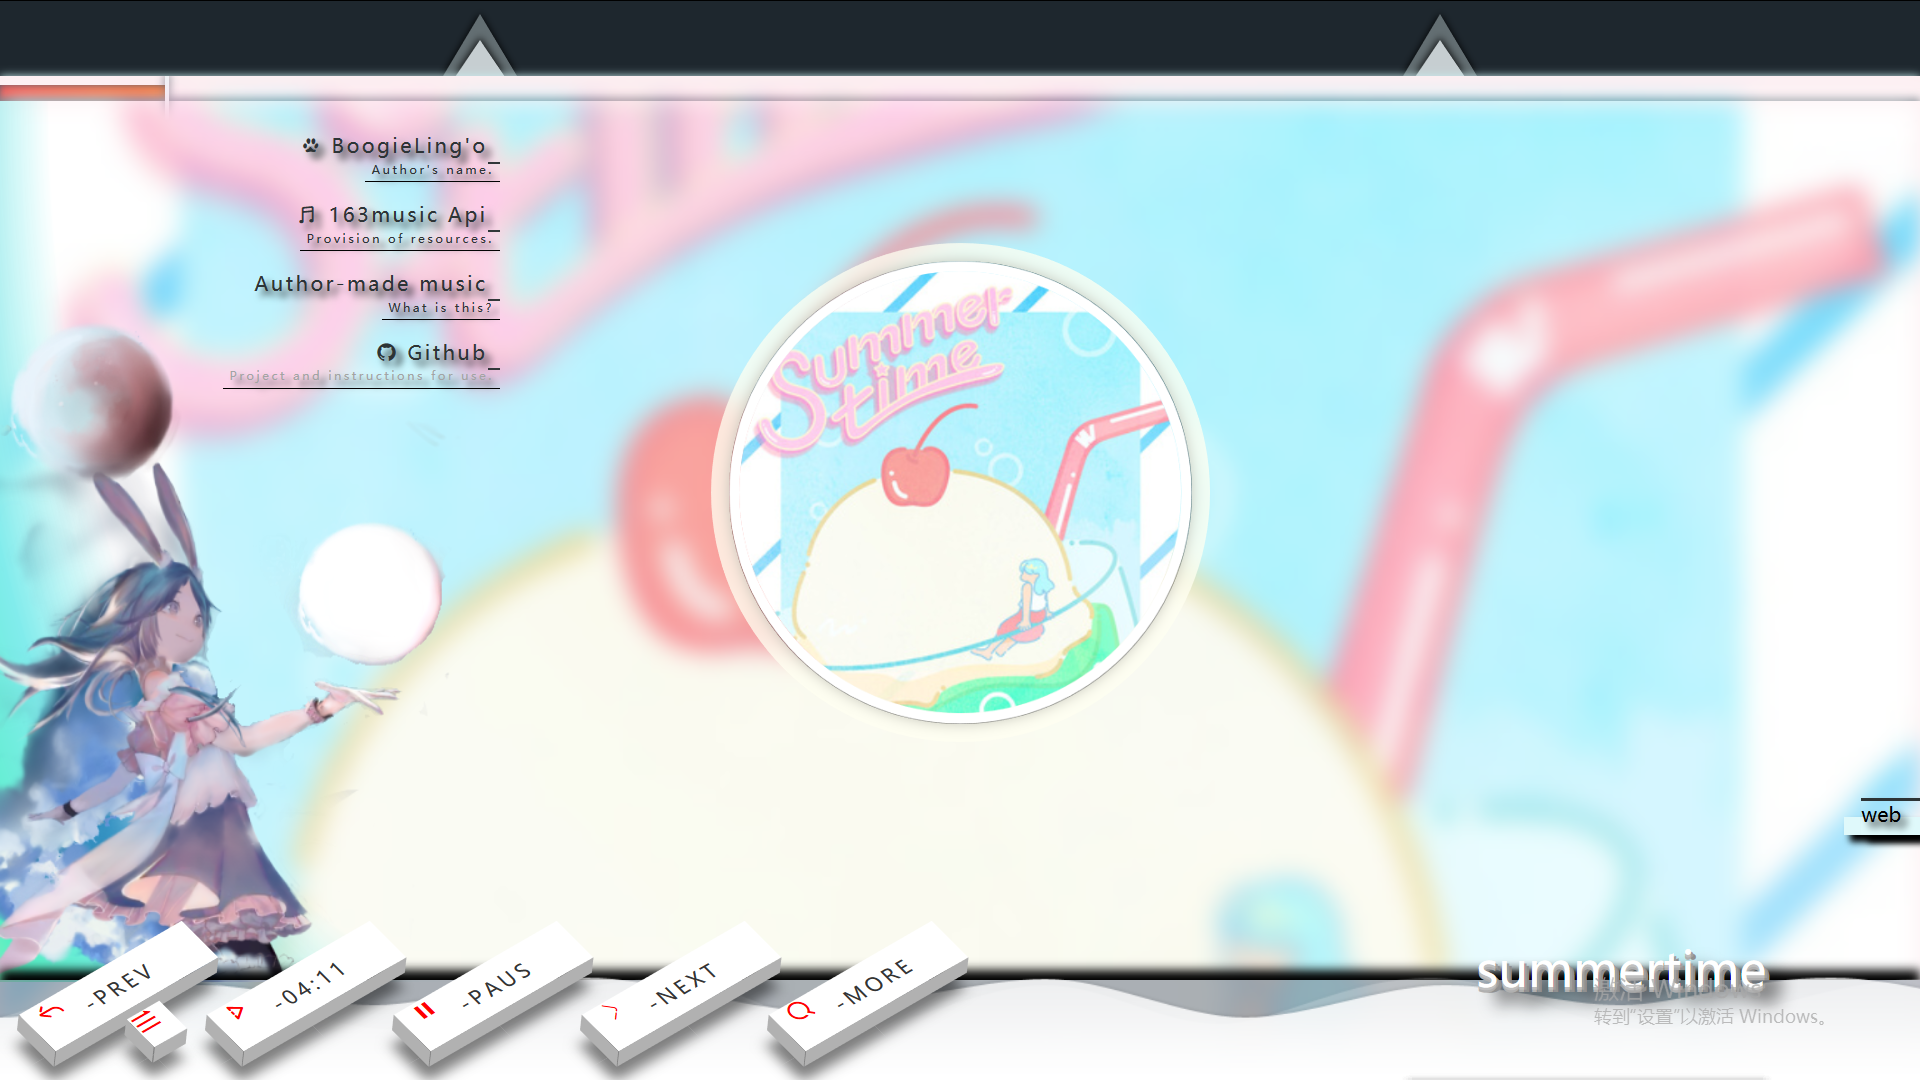 BoogieLing'o
Author's name.
163music Api
Provision of resources.
Author-made music
What is this?
Github
Project and instructions for use.
Summer
time
web
-PREV
-04:11
-PAUS
-NEXT
-MORE
summertime
激活 Windows
转到"设置"以激活 Windows。